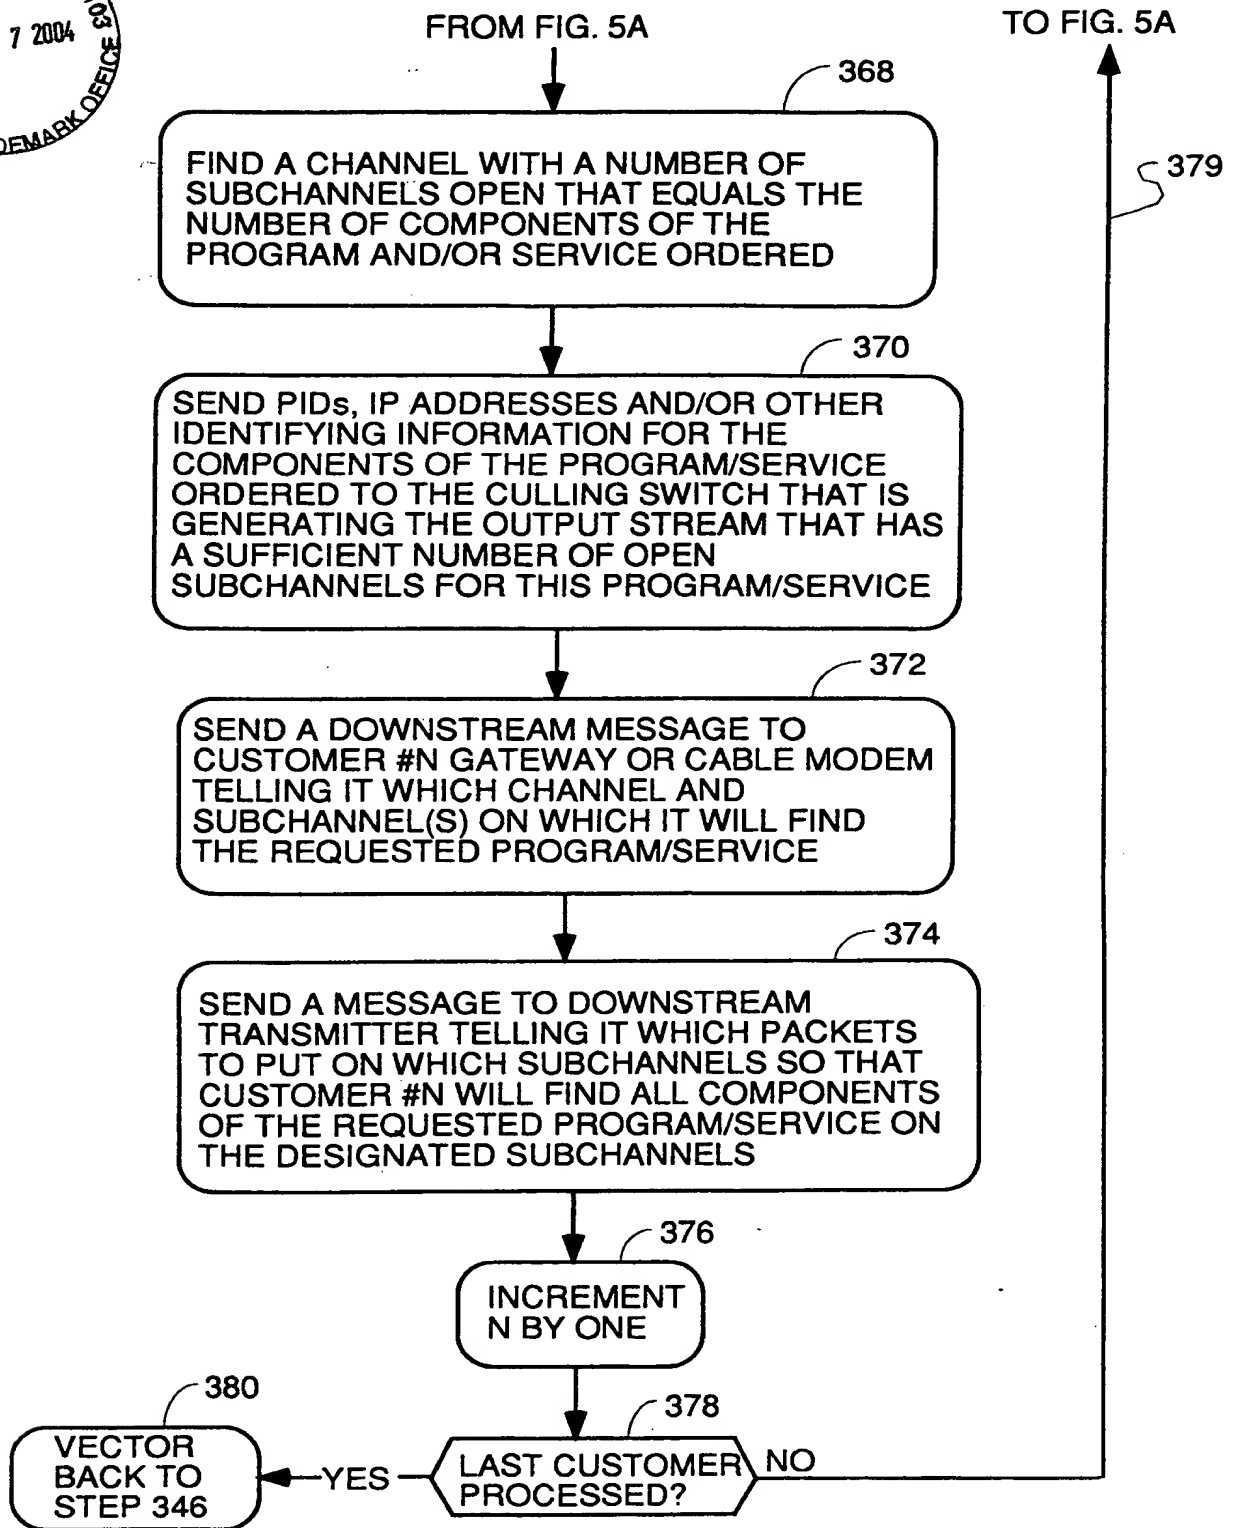 7 2004
03
DEMARK OFFICE
FROM FIG. 5A
TO FIG. 5A
368
FIND A CHANNEL WITH A NUMBER OF
SUBCHANNELS OPEN THAT EQUALS THE
NUMBER OF COMPONENTS OF THE
PROGRAM AND/OR SERVICE ORDERED
379
370
SEND PIDs, IP ADDRESSES AND/OR OTHER
IDENTIFYING INFORMATION FOR THE
COMPONENTS OF THE PROGRAM/SERVICE
ORDERED TO THE CULLING SWITCH THAT IS
GENERATING THE OUTPUT STREAM THAT HAS
A SUFFICIENT NUMBER OF OPEN
SUBCHANNELS FOR THIS PROGRAM/SERVICE
372
SEND A DOWNSTREAM MESSAGE TO
CUSTOMER #N GATEWAY OR CABLE MODEM
TELLING IT WHICH CHANNEL AND
SUBCHANNEL(S) ON WHICH IT WILL FIND
THE REQUESTED PROGRAM/SERVICE
374
SEND A MESSAGE TO DOWNSTREAM
TRANSMITTER TELLING IT WHICH PACKETS
TO PUT ON WHICH SUBCHANNELS SO THAT
CUSTOMER #N WILL FIND ALL COMPONENTS
OF THE REQUESTED PROGRAM/SERVICE ON
THE DESIGNATED SUBCHANNELS
376
INCREMENT
N BY ONE
380
378
VECTOR
BACK TO
STEP 346
YES
LAST CUSTOMER
PROCESSED?
NO